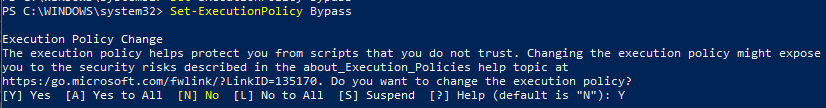 PS C:\WINDOWS\system32> Set-ExecutionPolicy Bypass
Execution Policy Change
The execution policy helps protect you from scripts that you do not trust. Changing the execution policy might expose
you to the security risks described in the about_Execution_Policies help topic at
https:/go.microsoft.com/fwlink/?LinkID=135170. Do you want to change the execution policy?
[Y] Yes  [A] Yes to All  [N] No  [L] No to All  [S] Suspend  [?] Help (default is "N"): Y